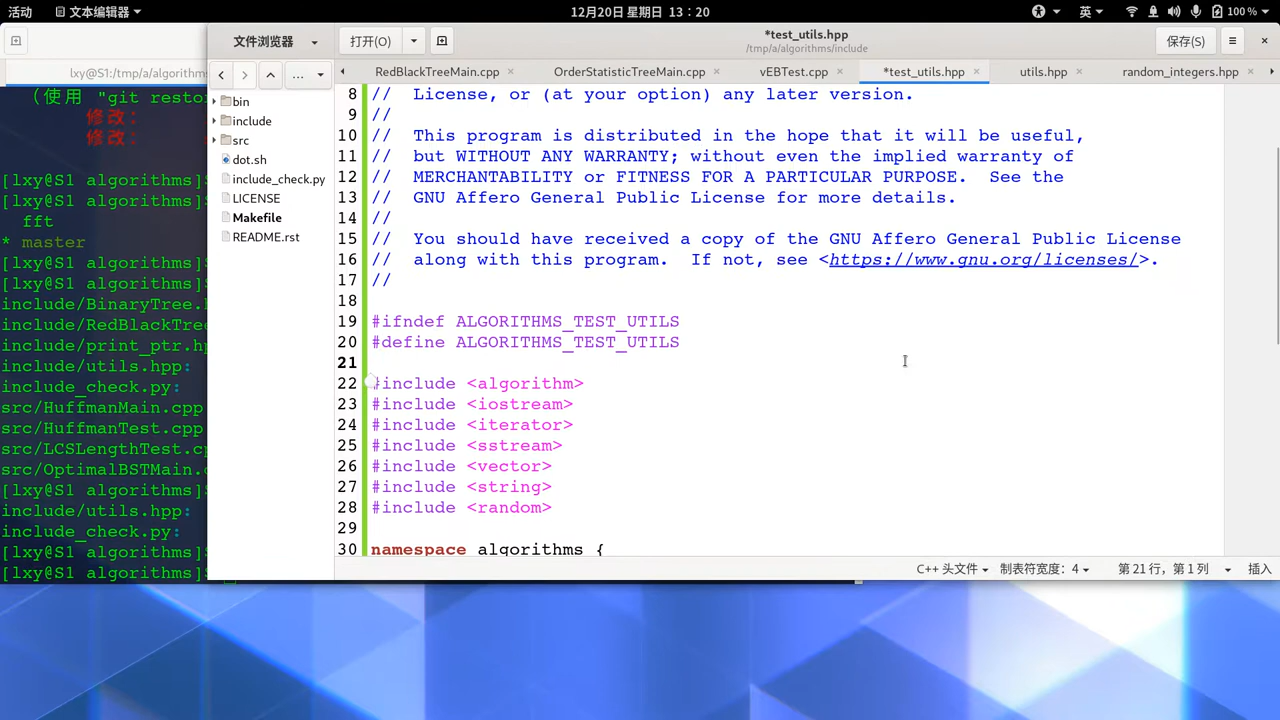 活动 文本编辑器 12月20日 星期日 13：20 英 100 %
文件浏览器 打开(O) *test_utils.hpp
/tmp/a/algorithms/include 保存(S)
lxy@S1:/tmp/a/algorithms
... RedBlackTreeMain.cpp OrderStatisticTreeMain.cpp vEBTest.cpp *test_utils.hpp utils.hpp random_integers.hpp
（使用 "git restor
修改：
修改：
[lxy@S1 algorithms]$
[lxy@S1 algorithms]$
fft
* master
[lxy@S1 algorithms]$
[lxy@S1 algorithms]$
include/BinaryTree.
include/RedBlackTre
include/print_ptr.h
include/utils.hpp:
include_check.py:
src/HuffmanMain.cpp
src/HuffmanTest.cpp
src/LCSLengthTest.c
src/OptimalBSTMain.
[lxy@S1 algorithms]$
include/utils.hpp:
include_check.py:
[lxy@S1 algorithms]$
[lxy@S1 algorithms]$
bin
include
src
dot.sh
include_check.py
LICENSE
Makefile
README.rst
8 // License, or (at your option) any later version.
9 //
10 // This program is distributed in the hope that it will be useful,
11 // but WITHOUT ANY WARRANTY; without even the implied warranty of
12 // MERCHANTABILITY or FITNESS FOR A PARTICULAR PURPOSE.  See the
13 // GNU Affero General Public License for more details.
14 //
15 // You should have received a copy of the GNU Affero General Public License
16 // along with this program.  If not, see <https://www.gnu.org/licenses/>.
17 //
18
19 #ifndef ALGORITHMS_TEST_UTILS
20 #define ALGORITHMS_TEST_UTILS
21
22 #include <algorithm>
23 #include <iostream>
24 #include <iterator>
25 #include <sstream>
26 #include <vector>
27 #include <string>
28 #include <random>
29
30 namespace algorithms {
C++ 头文件 制表符宽度：4 第 21 行，第 1 列 插入